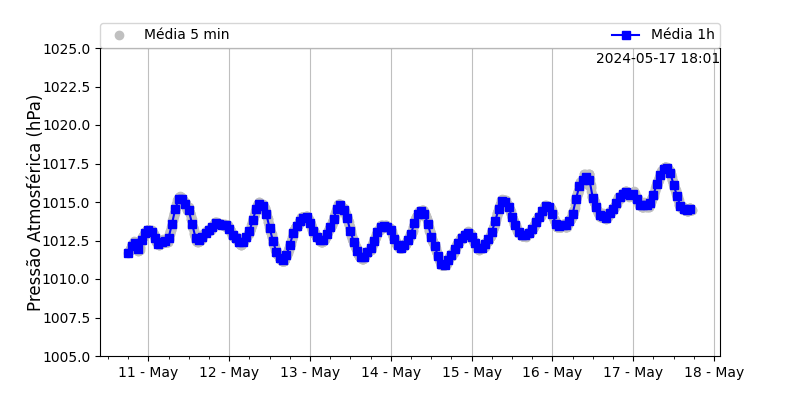 Média 5 min
Média 1h
2024-05-17 18:01
Pressão Atmosférica (hPa)
1025.0
1022.5
1020.0
1017.5
1015.0
1012.5
1010.0
1007.5
1005.0
11 - May
12 - May
13 - May
14 - May
15 - May
16 - May
17 - May
18 - May